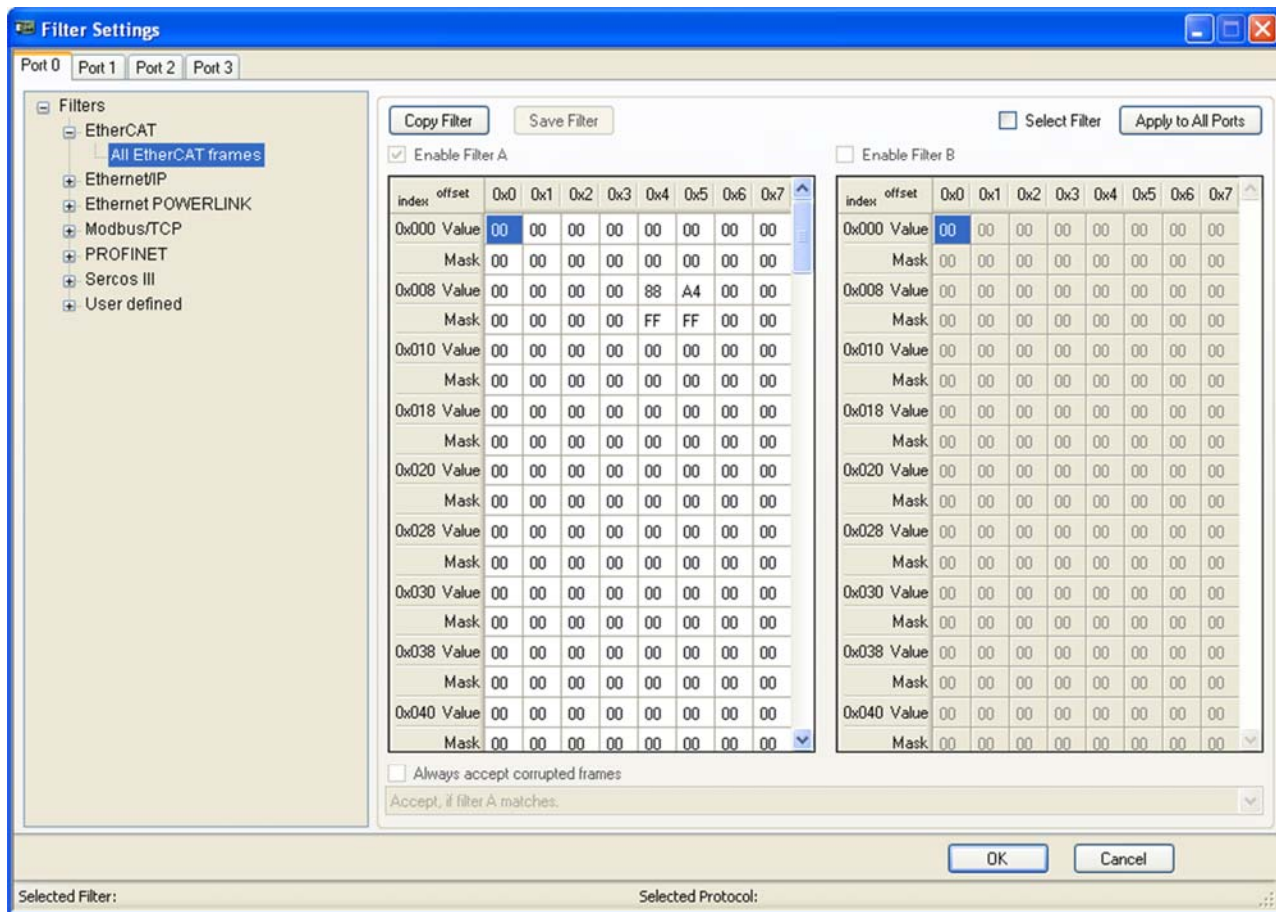 Filter Settings
Port 0 Port 1 Port 2 Port 3
Filters
EtherCAT
All EtherCAT frames
Ethernet/IP
Ethernet POWERLINK
Modbus/TCP
PROFINET
Sercos III
User defined
Copy Filter Save Filter Select Filter Apply to All Ports
Enable Filter A
index offset 0x0 0x1 0x2 0x3 0x4 0x5 0x6 0x7
0x000 Value 00 00 00 00 00 00 00 00
Mask 00 00 00 00 00 00 00 00
0x008 Value 00 00 00 00 88 A4 00 00
Mask 00 00 00 00 FF FF 00 00
0x010 Value 00 00 00 00 00 00 00 00
Mask 00 00 00 00 00 00 00 00
0x018 Value 00 00 00 00 00 00 00 00
Mask 00 00 00 00 00 00 00 00
0x020 Value 00 00 00 00 00 00 00 00
Mask 00 00 00 00 00 00 00 00
0x028 Value 00 00 00 00 00 00 00 00
Mask 00 00 00 00 00 00 00 00
0x030 Value 00 00 00 00 00 00 00 00
Mask 00 00 00 00 00 00 00 00
0x038 Value 00 00 00 00 00 00 00 00
Mask 00 00 00 00 00 00 00 00
0x040 Value 00 00 00 00 00 00 00 00
Mask 00 00 00 00 00 00 00 00
Enable Filter B
index offset 0x0 0x1 0x2 0x3 0x4 0x5 0x6 0x7
0x000 Value 00 00 00 00 00 00 00 00
Mask 00 00 00 00 00 00 00 00
0x008 Value 00 00 00 00 00 00 00 00
Mask 00 00 00 00 00 00 00 00
0x010 Value 00 00 00 00 00 00 00 00
Mask 00 00 00 00 00 00 00 00
0x018 Value 00 00 00 00 00 00 00 00
Mask 00 00 00 00 00 00 00 00
0x020 Value 00 00 00 00 00 00 00 00
Mask 00 00 00 00 00 00 00 00
0x028 Value 00 00 00 00 00 00 00 00
Mask 00 00 00 00 00 00 00 00
0x030 Value 00 00 00 00 00 00 00 00
Mask 00 00 00 00 00 00 00 00
0x038 Value 00 00 00 00 00 00 00 00
Mask 00 00 00 00 00 00 00 00
0x040 Value 00 00 00 00 00 00 00 00
Mask 00 00 00 00 00 00 00 00
Always accept corrupted frames
Accept, if filter A matches.
OK Cancel
Selected Filter: Selected Protocol: